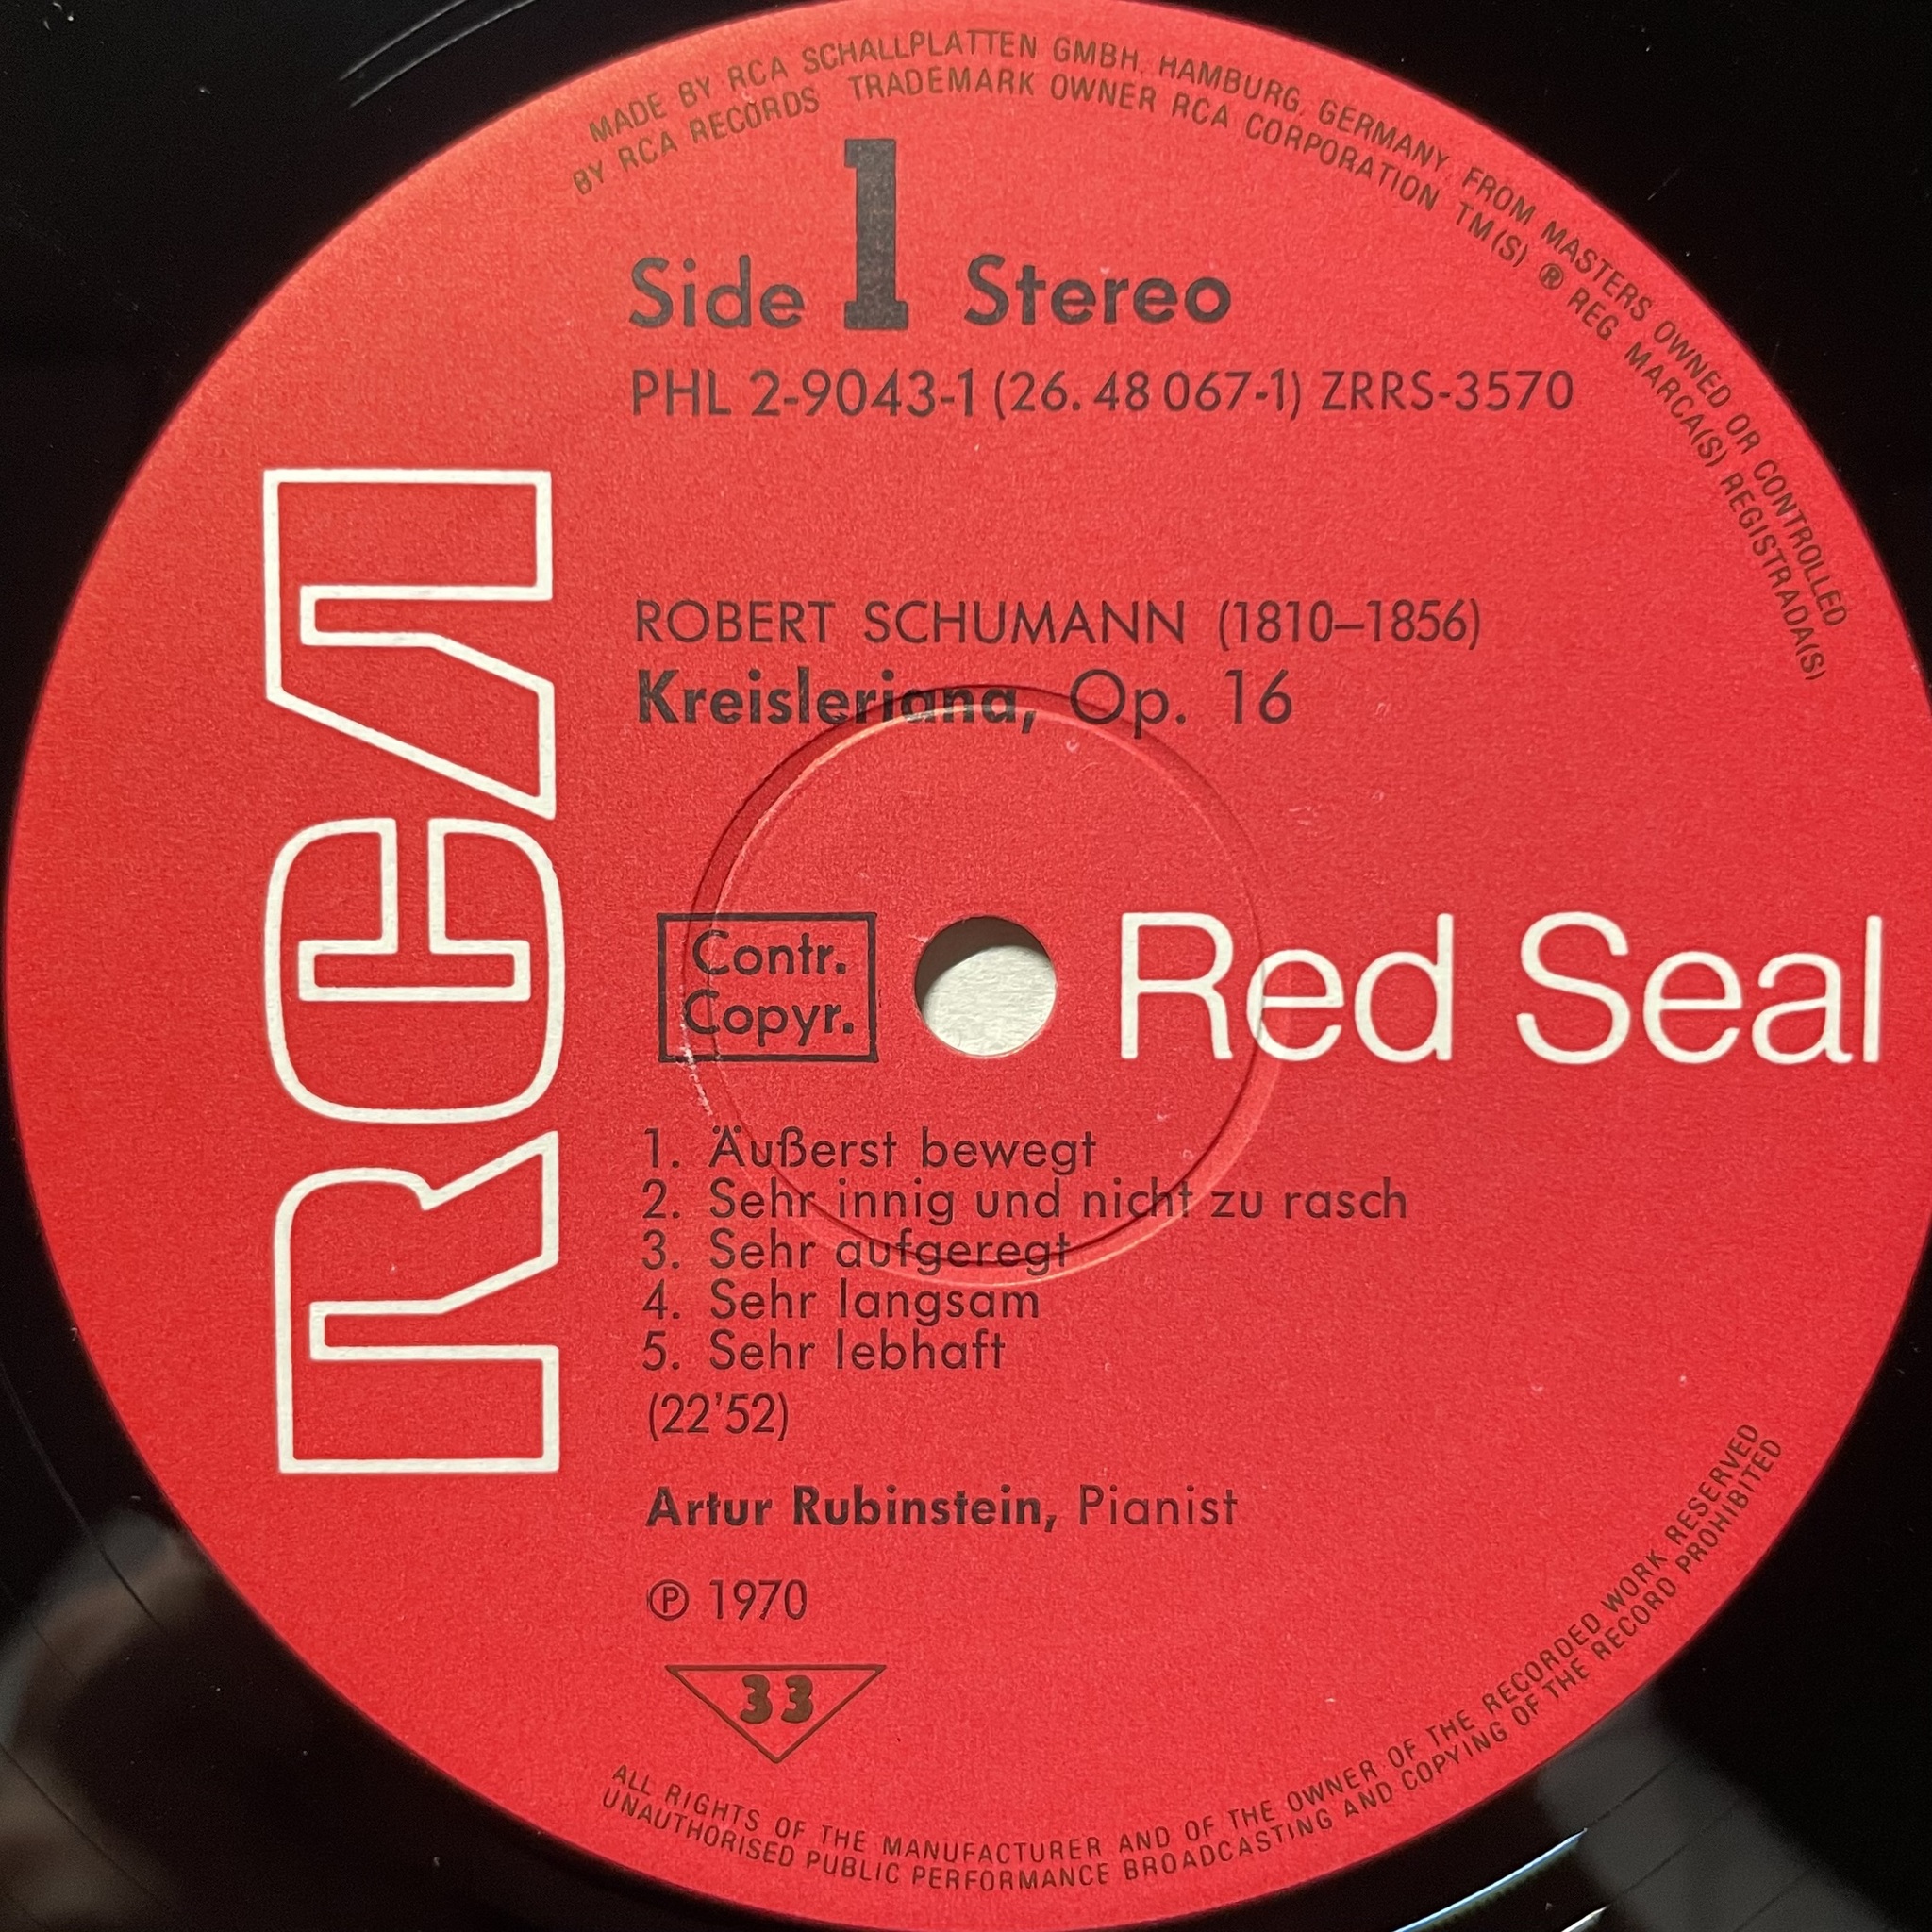 MADE BY RCA SCHALLPLATTEN GMBH. HAMBURG, GERMANY, FROM MASTERS OWNED OR CONTROLLED
BY RCA RECORDS TRADEMARK OWNER RCA CORPORATION TM(S) ® REG. MARCA(S) REGISTRADA(S)
Side 1 Stereo
PHL 2-9043-1 (26.48 067-1) ZRRS-3570
RCA
ROBERT SCHUMANN (1810–1856)
Kreisleriana, Op. 16
Contr.
Copyr.
Red Seal
1. Äußerst bewegt
2. Sehr innig und nicht zu rasch
3. Sehr aufgeregt
4. Sehr langsam
5. Sehr lebhaft
(22'52)
Artur Rubinstein, Pianist
℗ 1970
33
ALL RIGHTS OF THE MANUFACTURER AND OF THE OWNER OF THE RECORDED WORK RESERVED
UNAUTHORISED PUBLIC PERFORMANCE BROADCASTING AND COPYING OF THE RECORD PROHIBITED